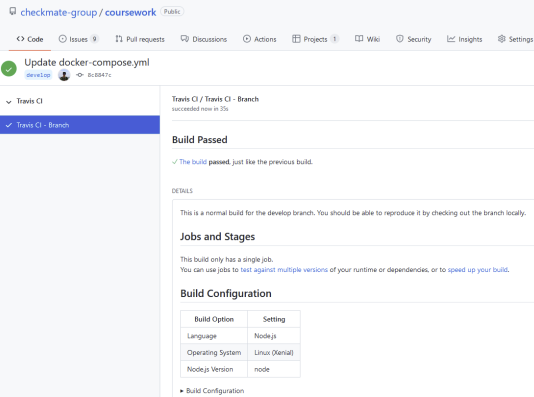 checkmate-group / coursework Public
Code Issues 9 Pull requests Discussions Actions Projects 1 Wiki Security Insights Settings
Update docker-compose.yml
develop 8c8847c
Travis CI
Travis CI - Branch
Travis CI / Travis CI - Branch
succeeded now in 35s
Build Passed
The build passed, just like the previous build.
DETAILS
This is a normal build for the develop branch. You should be able to reproduce it by checking out the branch locally.
Jobs and Stages
This build only has a single job.
You can use jobs to test against multiple versions of your runtime or dependencies, or to speed up your build.
Build Configuration
Build Option Setting
Language Node.js
Operating System Linux (Xenial)
Node.js Version node
Build Configuration